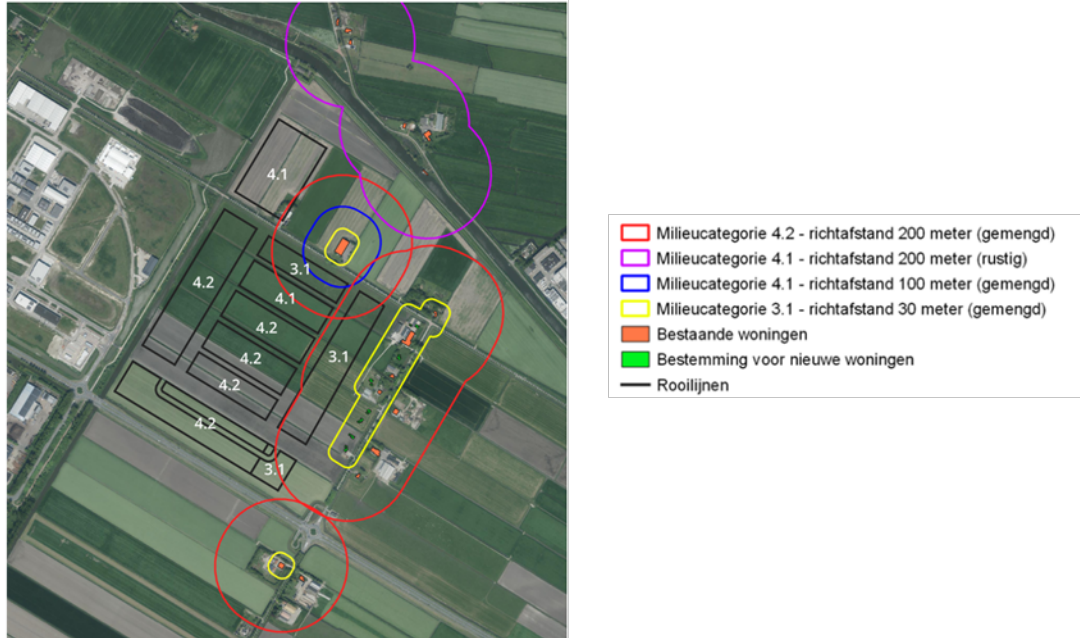 4.1
4.2
3.1
4.1
4.2
3.1
4.2
4.2
4.2
3.1
Milieucategorie 4.2 - richtafstand 200 meter (gemengd)
Milieucategorie 4.1 - richtafstand 200 meter (rustig)
Milieucategorie 4.1 - richtafstand 100 meter (gemengd)
Milieucategorie 3.1 - richtafstand 30 meter (gemengd)
Bestaande woningen
Bestemming voor nieuwe woningen
Rooilijnen